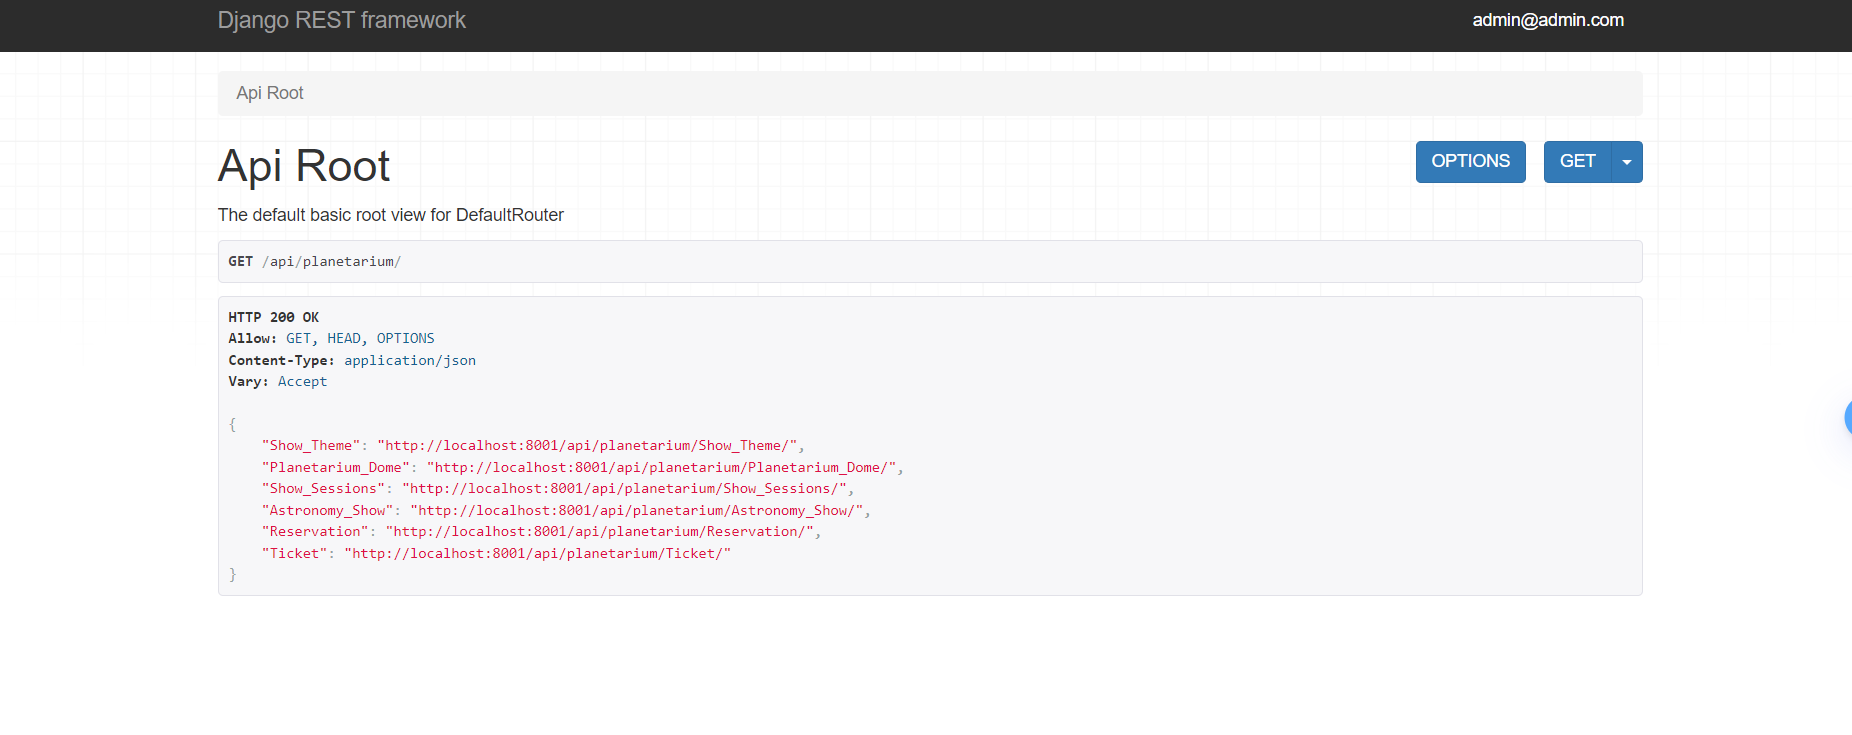 Django REST framework
admin@admin.com
Api Root
Api Root
OPTIONS
GET
The default basic root view for DefaultRouter
GET /api/planetarium/
HTTP 200 OK
Allow: GET, HEAD, OPTIONS
Content-Type: application/json
Vary: Accept
{
    "Show_Theme": "http://localhost:8001/api/planetarium/Show_Theme/",
    "Planetarium_Dome": "http://localhost:8001/api/planetarium/Planetarium_Dome/",
    "Show_Sessions": "http://localhost:8001/api/planetarium/Show_Sessions/",
    "Astronomy_Show": "http://localhost:8001/api/planetarium/Astronomy_Show/",
    "Reservation": "http://localhost:8001/api/planetarium/Reservation/",
    "Ticket": "http://localhost:8001/api/planetarium/Ticket/"
}